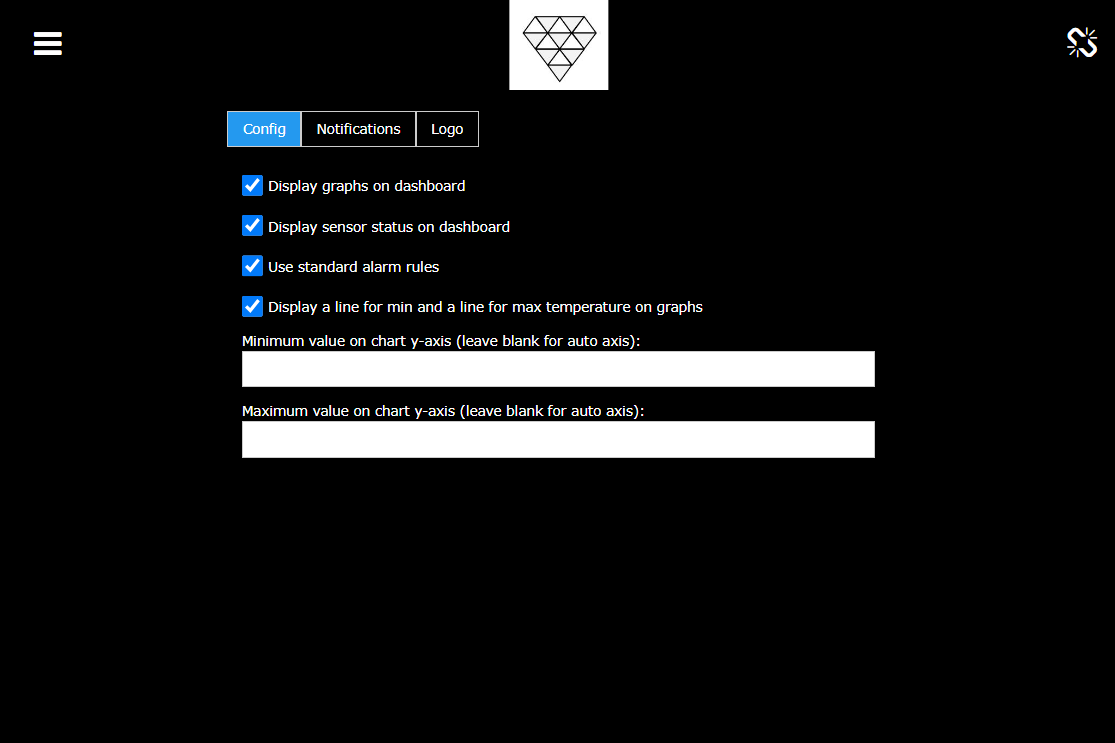 Config Notifications Logo
Display graphs on dashboard
Display sensor status on dashboard
Use standard alarm rules
Display a line for min and a line for max temperature on graphs
Minimum value on chart y-axis (leave blank for auto axis):
Maximum value on chart y-axis (leave blank for auto axis):